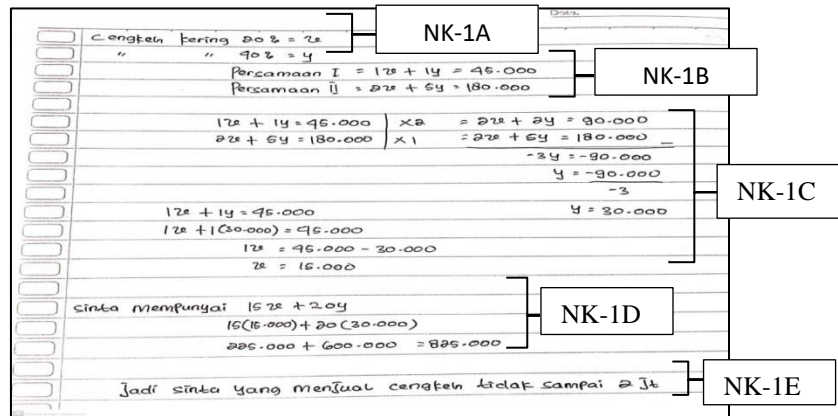 Date.
Cengkeh kering 20% = x NK-1A
" " 40% = y
Persamaan I = 1x + 1y = 45.000 NK-1B
Persamaan II = 2x + 5y = 180.000
1x + 1y = 45.000 | x2 = 2x + 2y = 90.000
2x + 5y = 180.000 | x1 = 2x + 5y = 180.000 _
-3y = -90.000
y = -90.000 NK-1C
-3
1x + 1y = 45.000 y = 30.000
1x + 1(30.000) = 45.000
1x = 45.000 - 30.000
x = 15.000
Sinta mempunyai 15x + 20y NK-1D
15(15.000) + 20(30.000)
225.000 + 600.000 = 825.000
Jadi sinta yang menjual cengkeh tidak sampai 2 Jt NK-1E